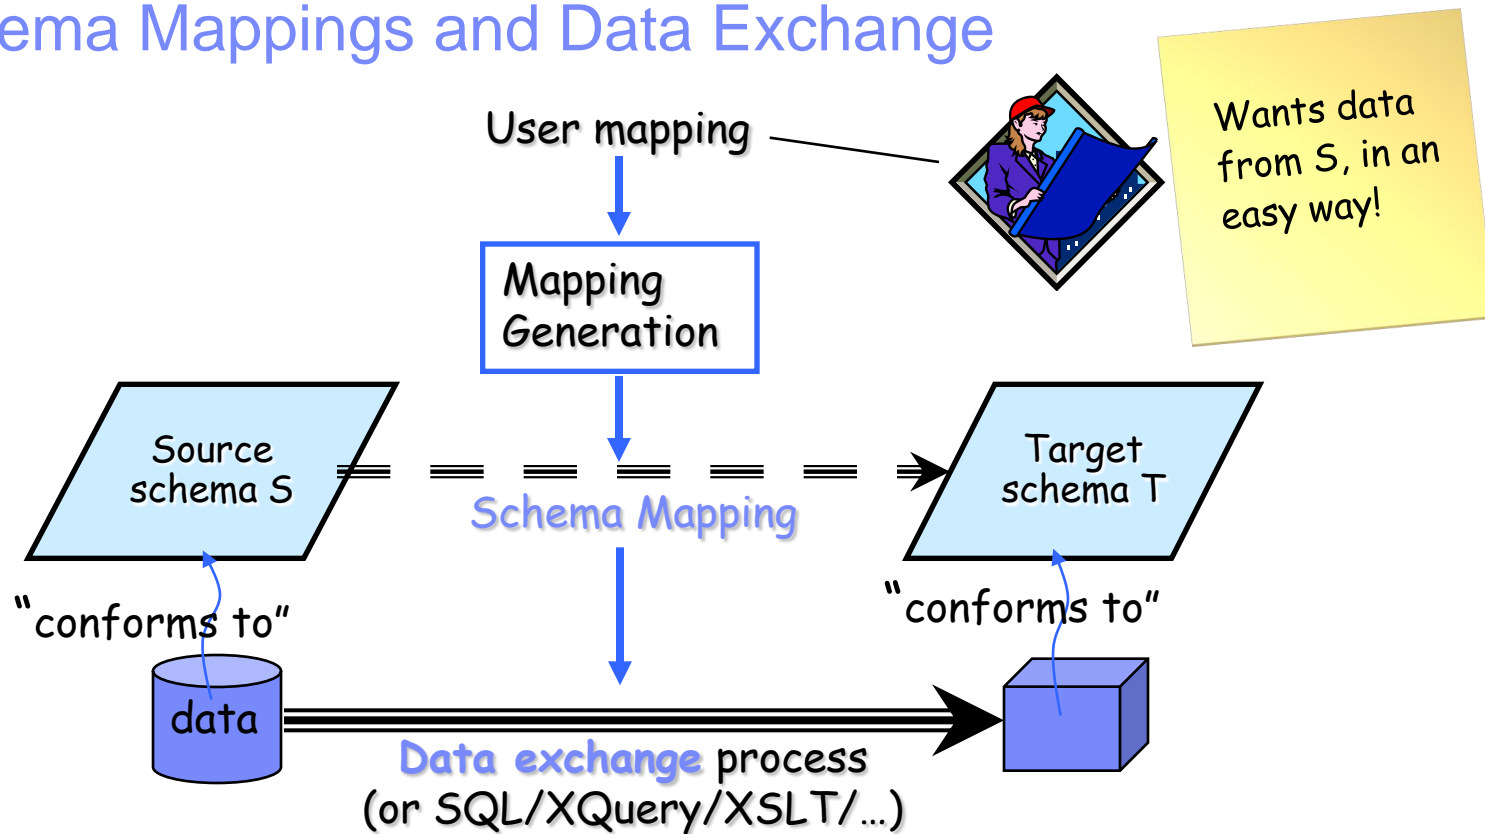 ema Mappings and Data Exchange
User mapping
Wants data
from S, in an
easy way!
Mapping
Generation
Source
schema S
Target
schema T
Schema Mapping
“conforms to”
“conforms to”
data
Data exchange process
(or SQL/XQuery/XSLT/…)